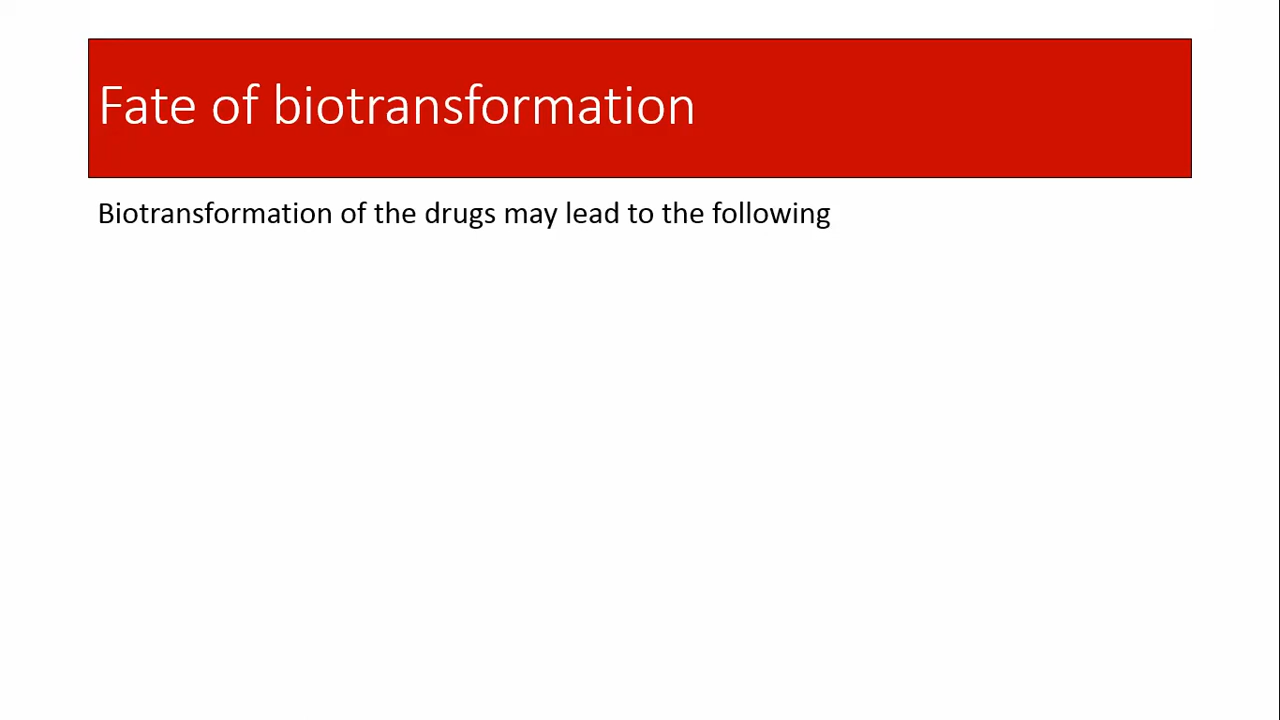 Fate of biotransformation
Biotransformation of the drugs may lead to the following